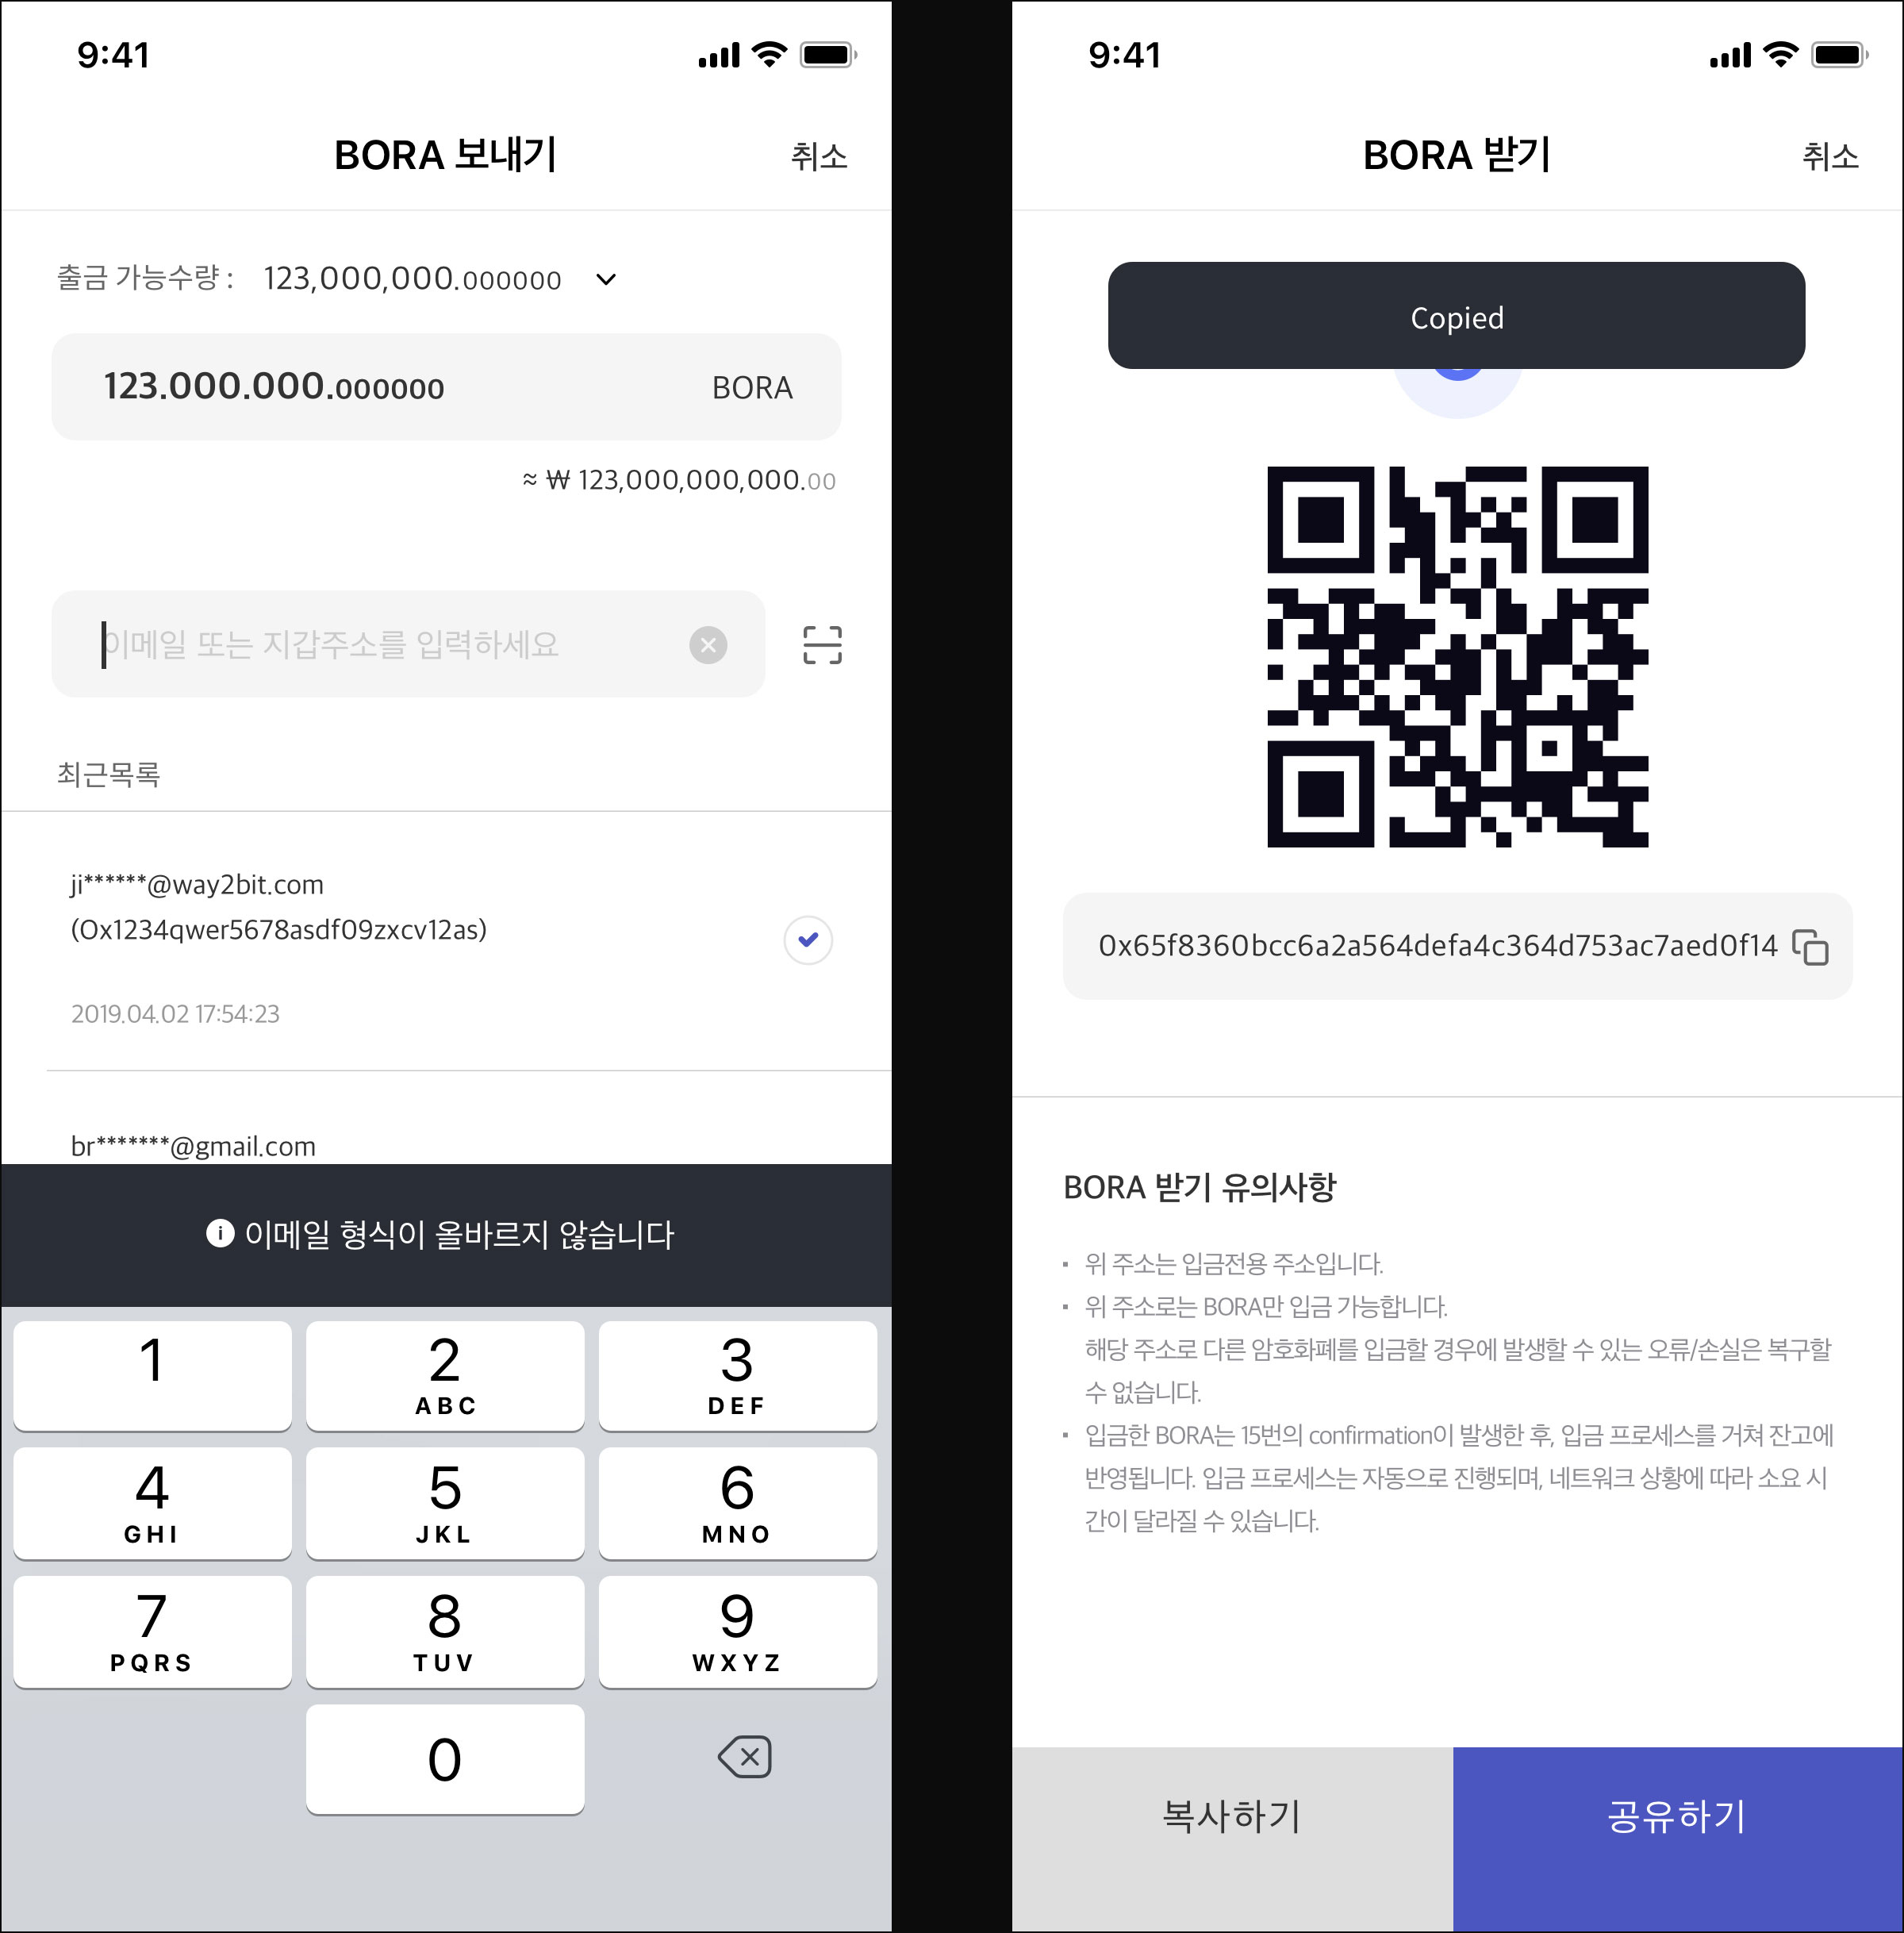 9:41
BORA 보내기
취소
출금 가능수량 : 123,000,000.000000
123.000.000.000000 BORA
≈ ₩ 123,000,000,000.00
이메일 또는 지갑주소를 입력하세요
최근목록
ji******@way2bit.com
(0x1234qwer5678asdf09zxcv12as)
2019.04.02 17:54:23
br*******@gmail.com
이메일 형식이 올바르지 않습니다
1
2
ABC
3
DEF
4
GHI
5
JKL
6
MNO
7
PQRS
8
TUV
9
WXYZ
0
9:41
BORA 받기
취소
Copied
0x65f8360bcc6a2a564defa4c364d753ac7aed0f14
BORA 받기 유의사항
위 주소는 입금전용 주소입니다.
위 주소로는 BORA만 입금 가능합니다.
해당 주소로 다른 암호화폐를 입금할 경우에 발생할 수 있는 오류/손실은 복구할
수 없습니다.
입금한 BORA는 15번의 confirmation이 발생한 후, 입금 프로세스를 거쳐 잔고에
반영됩니다. 입금 프로세스는 자동으로 진행되며, 네트워크 상황에 따라 소요 시
간이 달라질 수 있습니다.
복사하기
공유하기